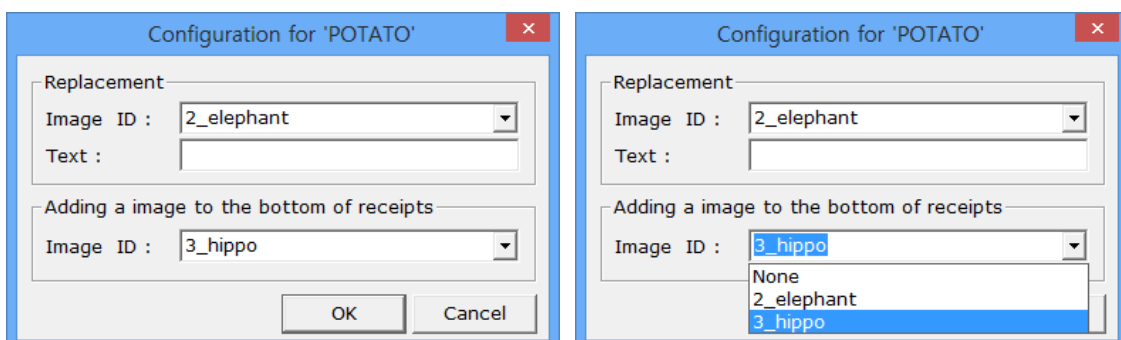 Configuration for 'POTATO'
Replacement
Image ID : 2_elephant
Text :
Adding a image to the bottom of receipts
Image ID : 3_hippo
OK Cancel
Configuration for 'POTATO'
Replacement
Image ID : 2_elephant
Text :
Adding a image to the bottom of receipts
Image ID : 3_hippo
None
2_elephant
3_hippo